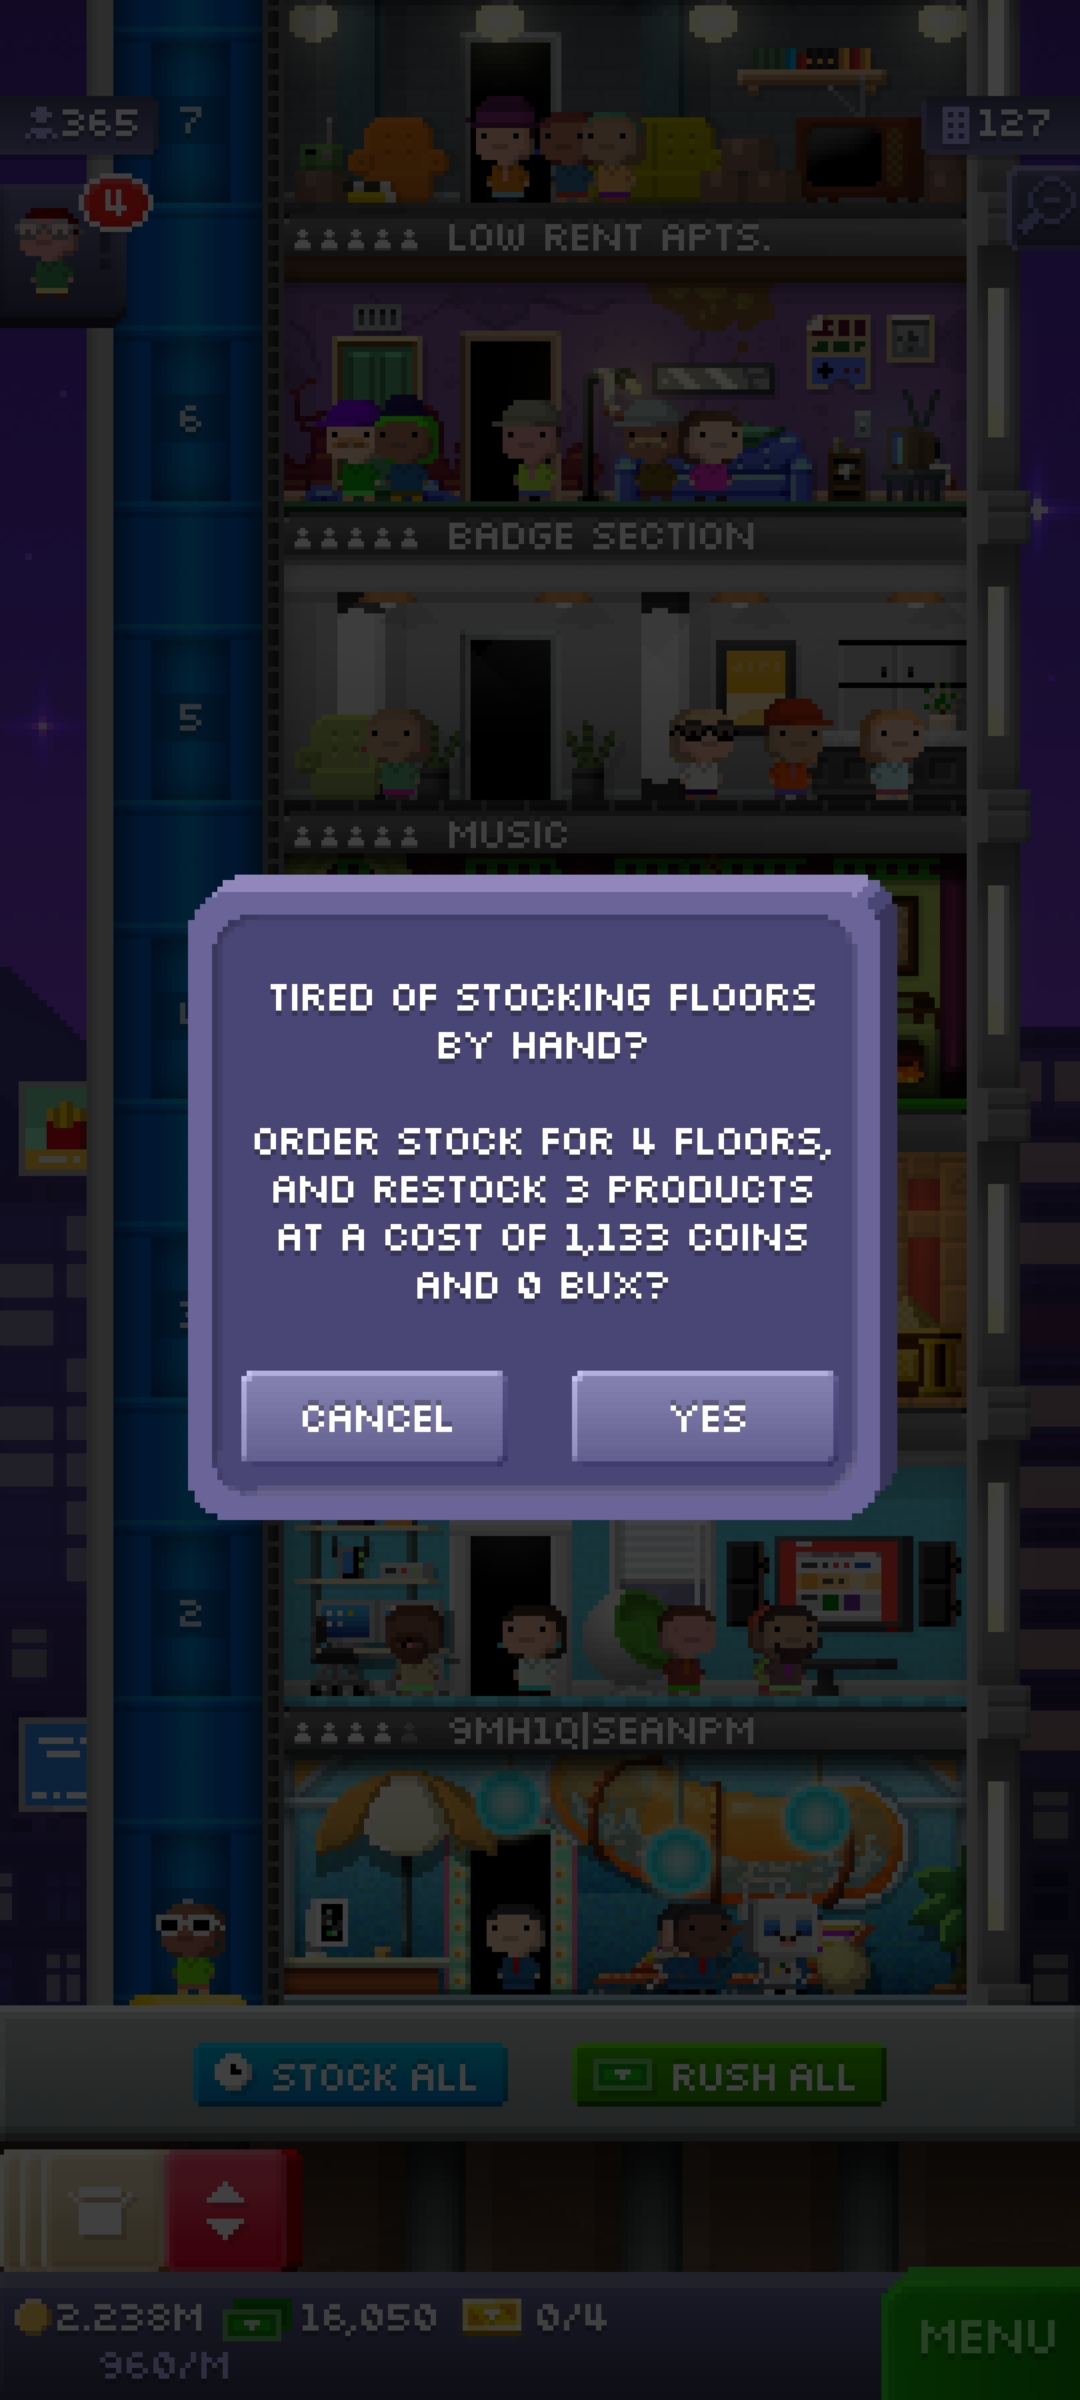 365
7
127
4
LOW RENT APTS.
6
BADGE SECTION
5
MUSIC
TIRED OF STOCKING FLOORS
BY HAND?
ORDER STOCK FOR 4 FLOORS,
AND RESTOCK 3 PRODUCTS
AT A COST OF 1,133 COINS
AND 0 BUX?
CANCEL
YES
2
9MH1Q|SEANPM
STOCK ALL
RUSH ALL
2.238M
16,050
0/4
MENU
960/M